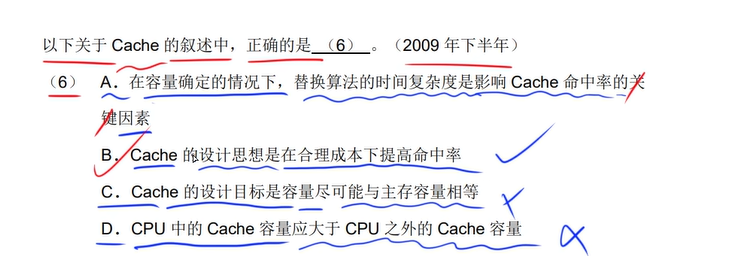 以下关于 Cache 的叙述中，正确的是 （6） 。（2009 年下半年）
（6） A．在容量确定的情况下，替换算法的时间复杂度是影响 Cache 命中率的关
键因素
B．Cache 的设计思想是在合理成本下提高命中率
C．Cache 的设计目标是容量尽可能与主存容量相等
D．CPU 中的 Cache 容量应大于 CPU 之外的 Cache 容量